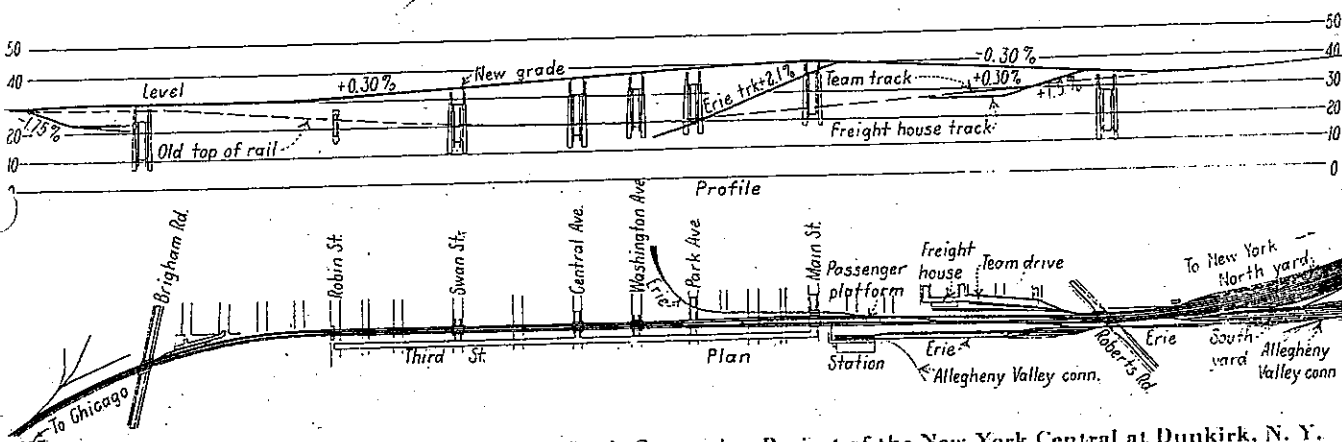 50
40
20
10
0
50
40
30
20
10
0
Level
+0.30%
New grade
-0.30%
-1.15%
Old top of rail
Erie trk+2.1%
Team track
+0.30%
+1.5%
Freight house track
Profile
Brigham Rd.
Robin St.
Swan St.
Central Ave.
Washington Ave
Park Ave
Main St.
Erie
Passenger platform
Freight house
Team drive
To New York
North yard
To Chicago
Third St.
Plan
Station
Erie
Allegheny Valley conn.
Roberts Rd.
Erie
South yard
Allegheny Valley conn
Project of the New York Central at Dunkirk, N. Y.